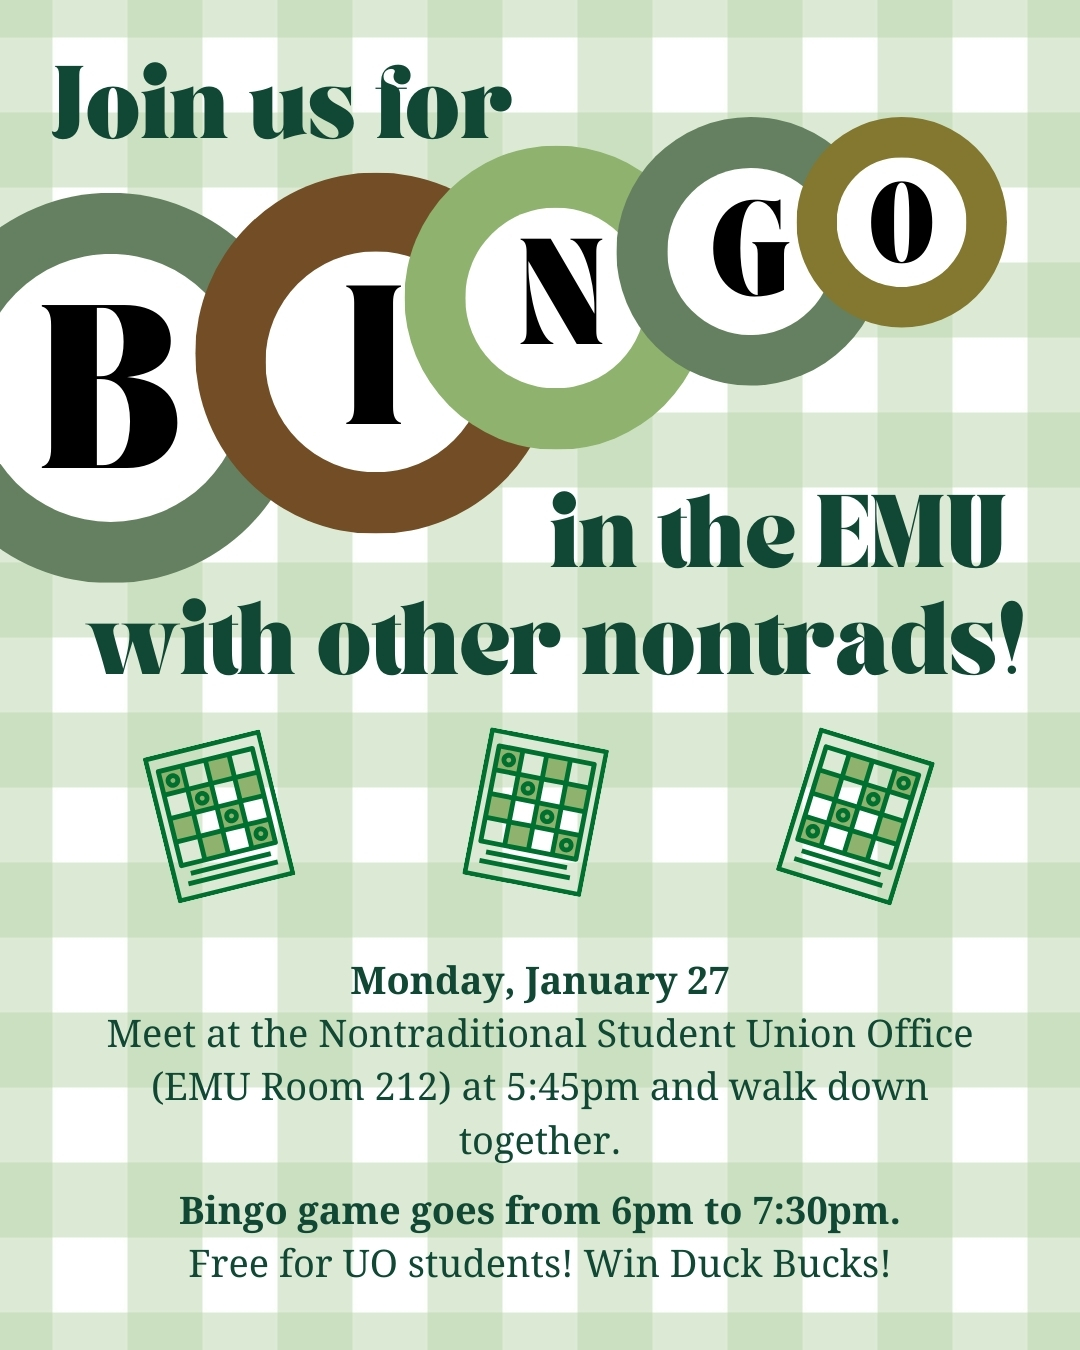 Join us for
BINGO
in the EMU
with other nontrads!
Monday, January 27
Meet at the Nontraditional Student Union Office
(EMU Room 212) at 5:45pm and walk down
together.
Bingo game goes from 6pm to 7:30pm.
Free for UO students! Win Duck Bucks!